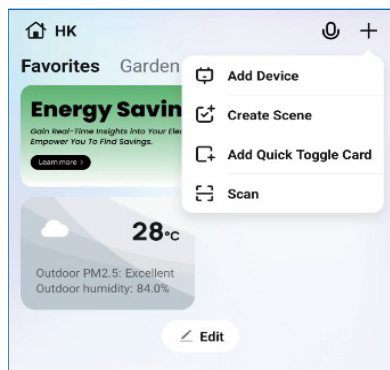 HK
Favorites Garden
Add Device
Create Scene
Add Quick Toggle Card
Scan
Energy Savin
Gain Real-Time Insights into Your Ele
Empower You To Find Savings.
Learn more >
28°C
Outdoor PM2.5: Excellent
Outdoor humidity: 84.0%
Edit